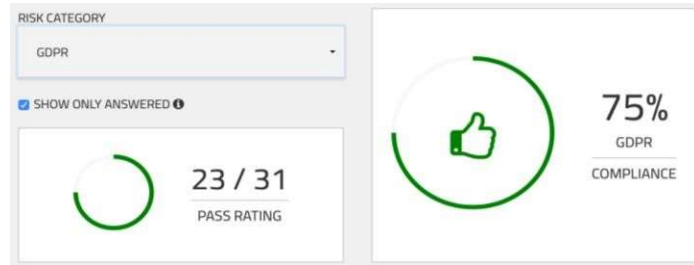 RISK CATEGORY
GDPR
SHOW ONLY ANSWERED
23 / 31
PASS RATING
75%
GDPR
COMPLIANCE